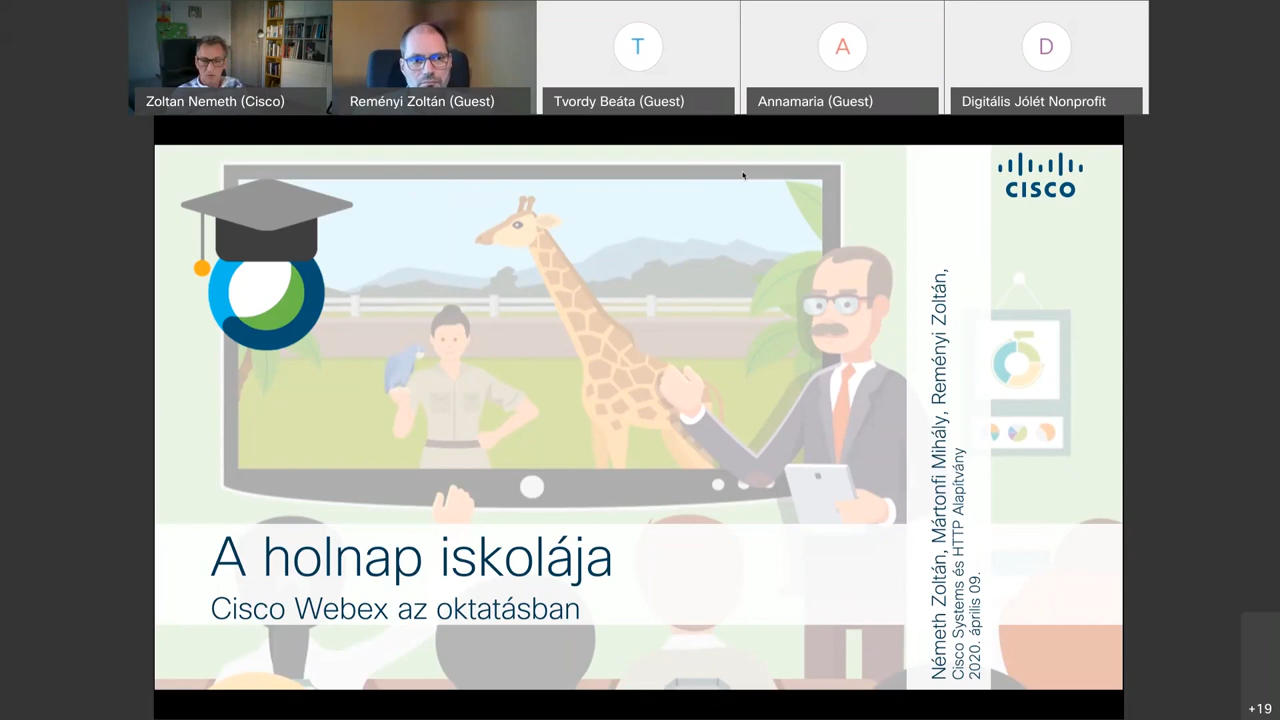 Zoltan Nemeth (Cisco)
Reményi Zoltán (Guest)
T
Tvordy Beáta (Guest)
A
Annamaria (Guest)
D
Digitális Jólét Nonprofit
CISCO
A holnap iskolája
Cisco Webex az oktatásban
Németh Zoltán, Mártonfi Mihály, Reményi Zoltán,
Cisco Systems és HTTP Alapítvány
2020. április 09.
+19